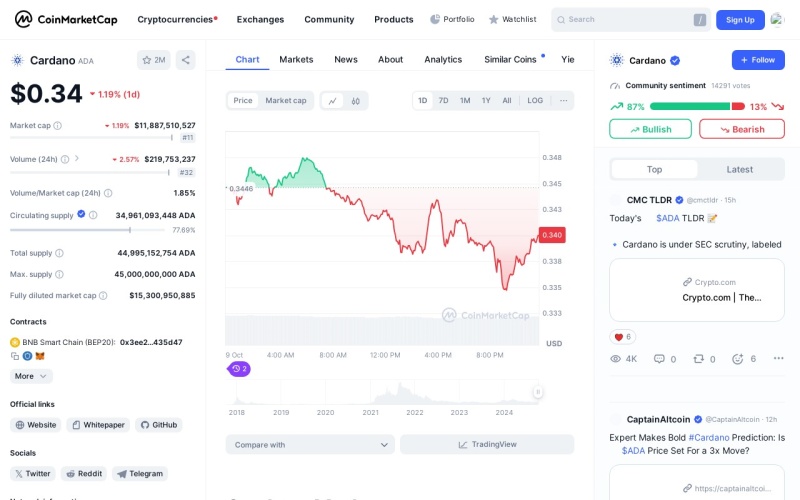 CoinMarketCap
Cryptocurrencies
Exchanges
Community
Products
Portfolio
Watchlist
Search
/
Sign Up
Cardano ADA
2M
$0.34
1.19% (1d)
Market cap
1.19% $11,887,510,527
#11
Volume (24h)
2.57% $219,753,237
#32
Volume/Market cap (24h)
1.85%
Circulating supply
34,961,093,448 ADA
77.69%
Total supply
44,995,152,754 ADA
Max. supply
45,000,000,000 ADA
Fully diluted market cap
$15,300,950,885
Contracts
BNB Smart Chain (BEP20): 0x3ee2...435d47
More
Official links
Website
Whitepaper
GitHub
Socials
Twitter
Reddit
Telegram
Chart
Markets
News
About
Analytics
Similar Coins
Yie
Price
Market cap
1D
7D
1M
1Y
All
LOG
...
0.3446
0.348
0.345
0.343
0.340
0.338
0.335
0.333
CoinMarketCap
USD
9 Oct
4:00 AM
8:00 AM
12:00 PM
4:00 PM
8:00 PM
2
2018
2019
2020
2021
2022
2023
2024
Compare with
TradingView
Cardano
+ Follow
Community sentiment 14291 votes
87%
13%
Bullish
Bearish
Top
Latest
CMC TLDR @cmctldr · 15h
Today's $ADA TLDR
Cardano is under SEC scrutiny, labeled
Crypto.com
Crypto.com | The...
6
4K
0
0
6
...
CaptainAltcoin @CaptainAltcoin · 12h
Expert Makes Bold #Cardano Prediction: Is
$ADA Price Set For a 3x Move?
https://captainaltcoi...